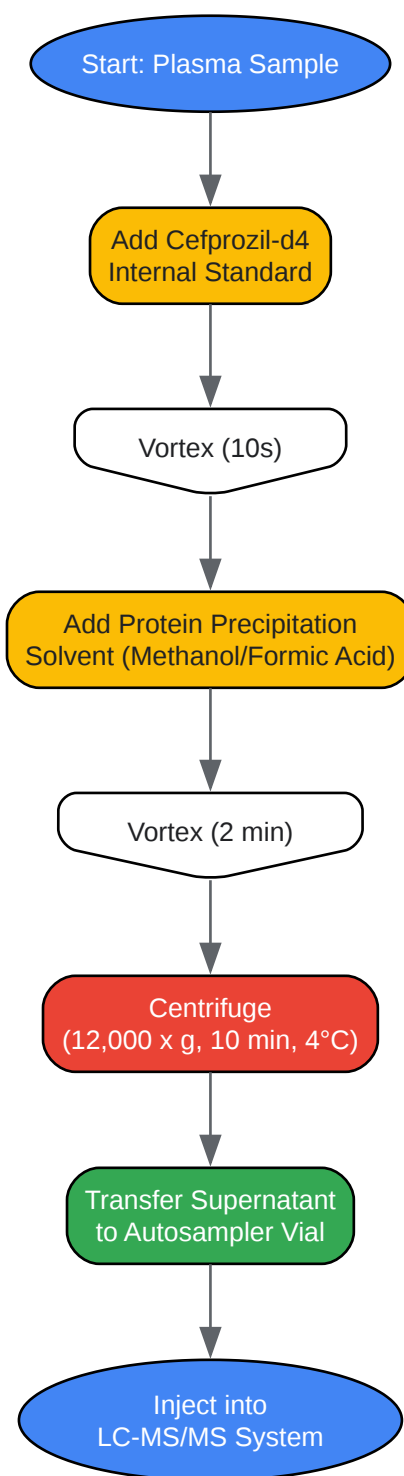 Start: Plasma Sample
Add Cefprozil-d4
Internal Standard
Vortex (10s)
Add Protein Precipitation
Solvent (Methanol/Formic Acid)
Vortex (2 min)
Centrifuge
(12,000 x g, 10 min, 4°C)
Transfer Supernatant
to Autosampler Vial
Inject into
LC-MS/MS System